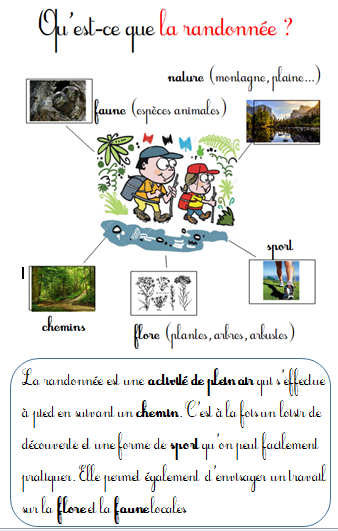 Qu'est-ce que la randonnée ?
nature (montagne, plaine...)
faune (espèces animales)
sport
chemins
flore (plantes, arbres, arbustes)
La randonnée est une activité de plein air qui s'effectue
à pied en suivant un chemin. C'est à la fois un loisir de
découverte et une forme de sport qu'on peut facilement
pratiquer. Elle permet également d'envisager un travail
sur la flore et la faune locales